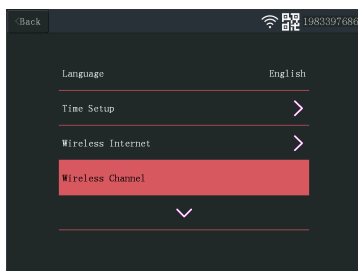 <Back
1983397686
Language English
Time Setup
Wireless Internet
Wireless Channel